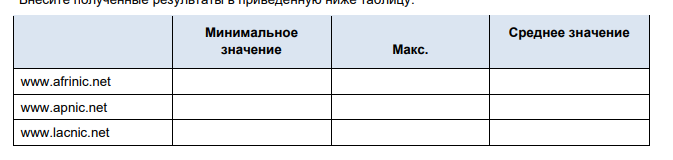 Внесите полученные результаты в приведенную ниже таблицу.
Минимальное значение
Макс.
Среднее значение
www.afrinic.net
www.apnic.net
www.lacnic.net